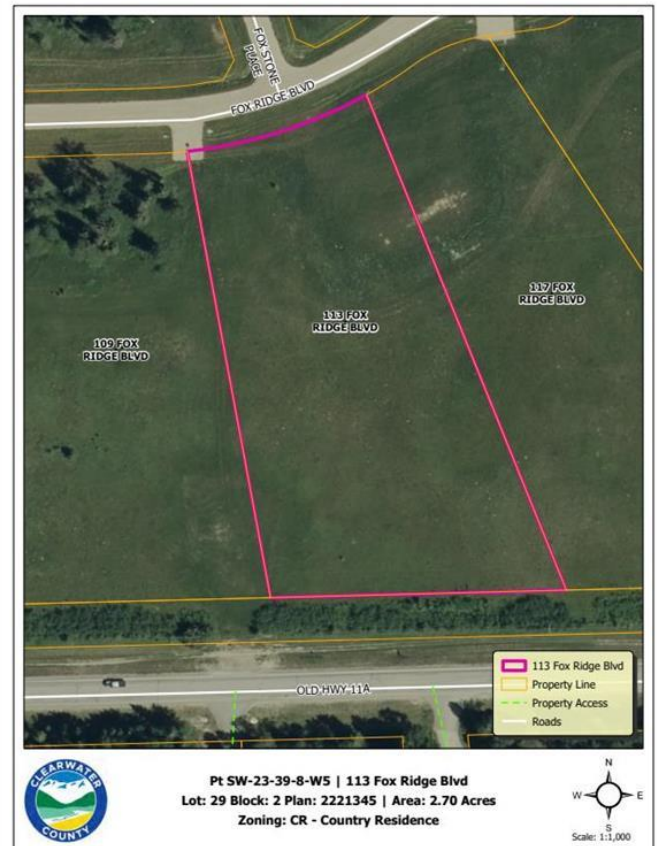 FOX STONE
PLACE
FOX RIDGE BLVD
109 FOX
RIDGE BLVD
113 FOX
RIDGE BLVD
117 FOX
RIDGE BLVD
OLD HWY 11A
113 Fox Ridge Blvd
Property Line
Property Access
Roads
CLEARWATER
COUNTY
Pt SW-23-39-8-W5 | 113 Fox Ridge Blvd
Lot: 29 Block: 2 Plan: 2221345 | Area: 2.70 Acres
Zoning: CR - Country Residence
N
W
E
S
Scale: 1:1,000